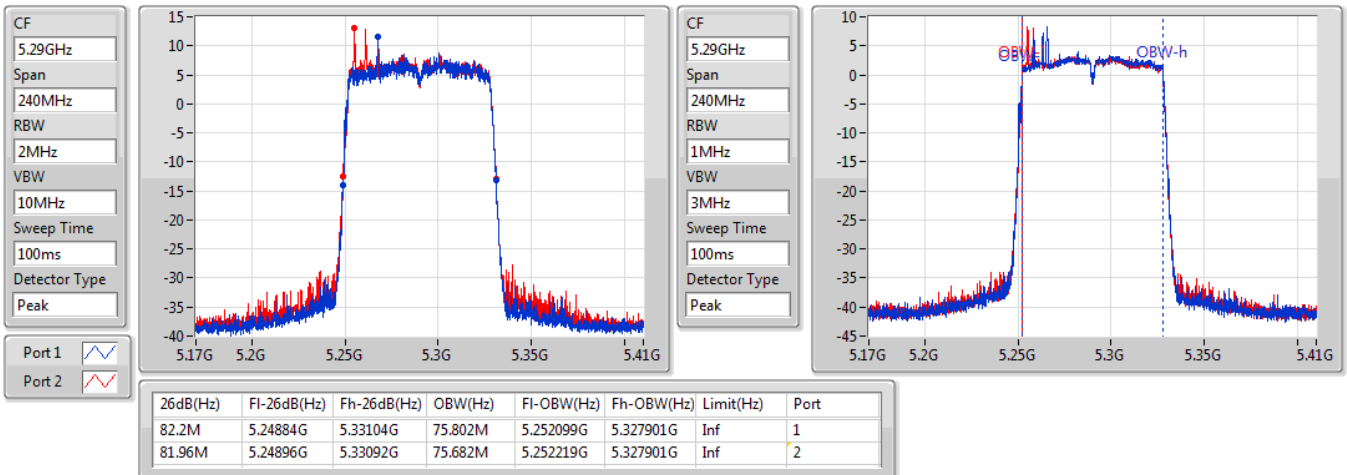 CF
5.29GHz
Span
240MHz
RBW
2MHz
VBW
10MHz
Sweep Time
100ms
Detector Type
Peak
Port 1
Port 2
15
10
5
0
-5
-10
-15
-20
-25
-30
-35
-40
5.17G 5.2G 5.25G 5.3G 5.35G 5.41G
CF
5.29GHz
Span
240MHz
RBW
1MHz
VBW
3MHz
Sweep Time
100ms
Detector Type
Peak
10
5
0
-5
-10
-15
-20
-25
-30
-35
-40
-45
OBW-h
5.17G 5.2G 5.25G 5.3G 5.35G 5.41G
26dB(Hz) Fl-26dB(Hz) Fh-26dB(Hz) OBW(Hz) Fl-OBW(Hz) Fh-OBW(Hz) Limit(Hz) Port
82.2M 5.24884G 5.33104G 75.802M 5.252099G 5.327901G Inf 1
81.96M 5.24896G 5.33092G 75.682M 5.252219G 5.327901G Inf 2